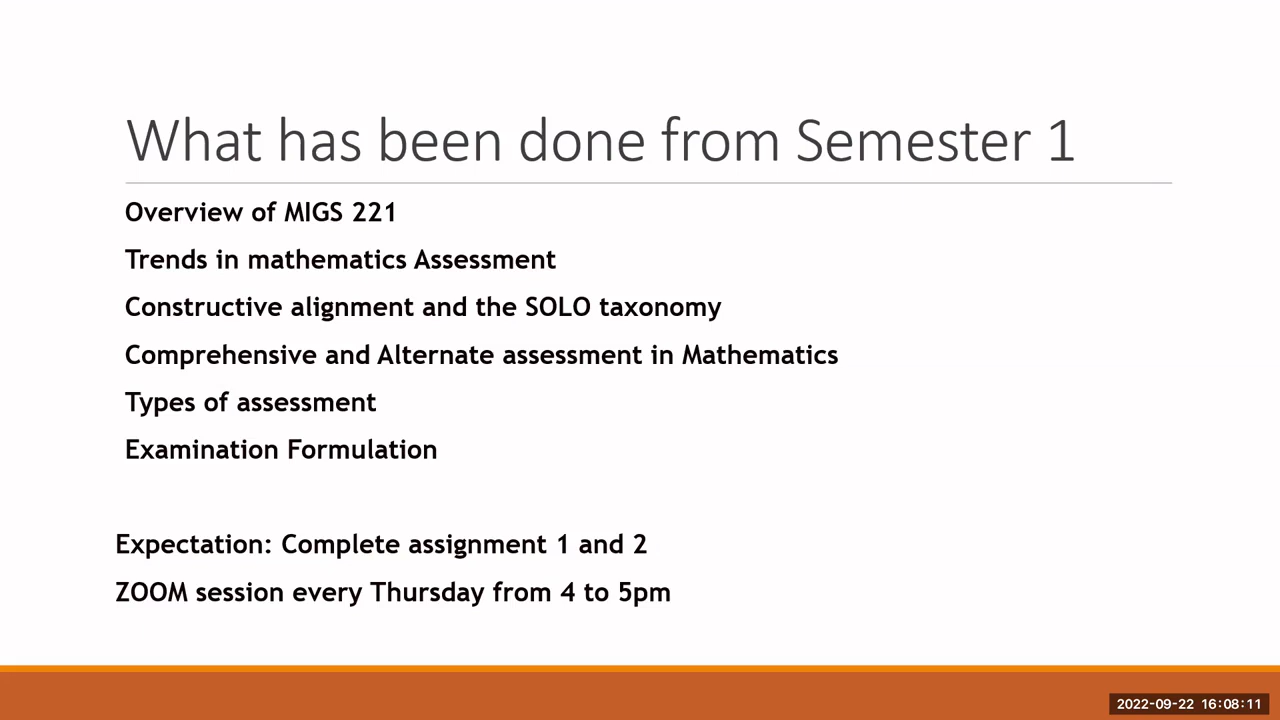 What has been done from Semester 1
Overview of MIGS 221
Trends in mathematics Assessment
Constructive alignment and the SOLO taxonomy
Comprehensive and Alternate assessment in Mathematics
Types of assessment
Examination Formulation
Expectation: Complete assignment 1 and 2
ZOOM session every Thursday from 4 to 5pm
2022-09-22 16:08:11